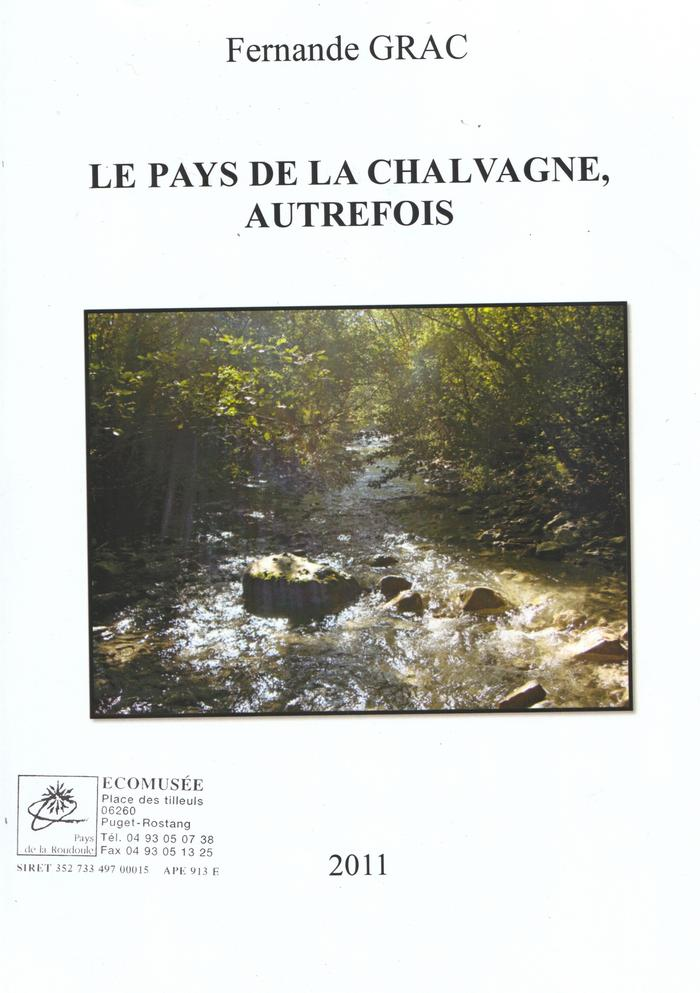 Fernande GRAC
LE PAYS DE LA CHALVAGNE,
AUTREFOIS
ECOMUSÉE
Place des tilleuls
06260
Puget-Rostang
Tél. 04 93 05 07 38
Fax 04 93 05 13 25
Pays
de la Roudoule
SIRET 352 733 497 00015 APE 913 E
2011